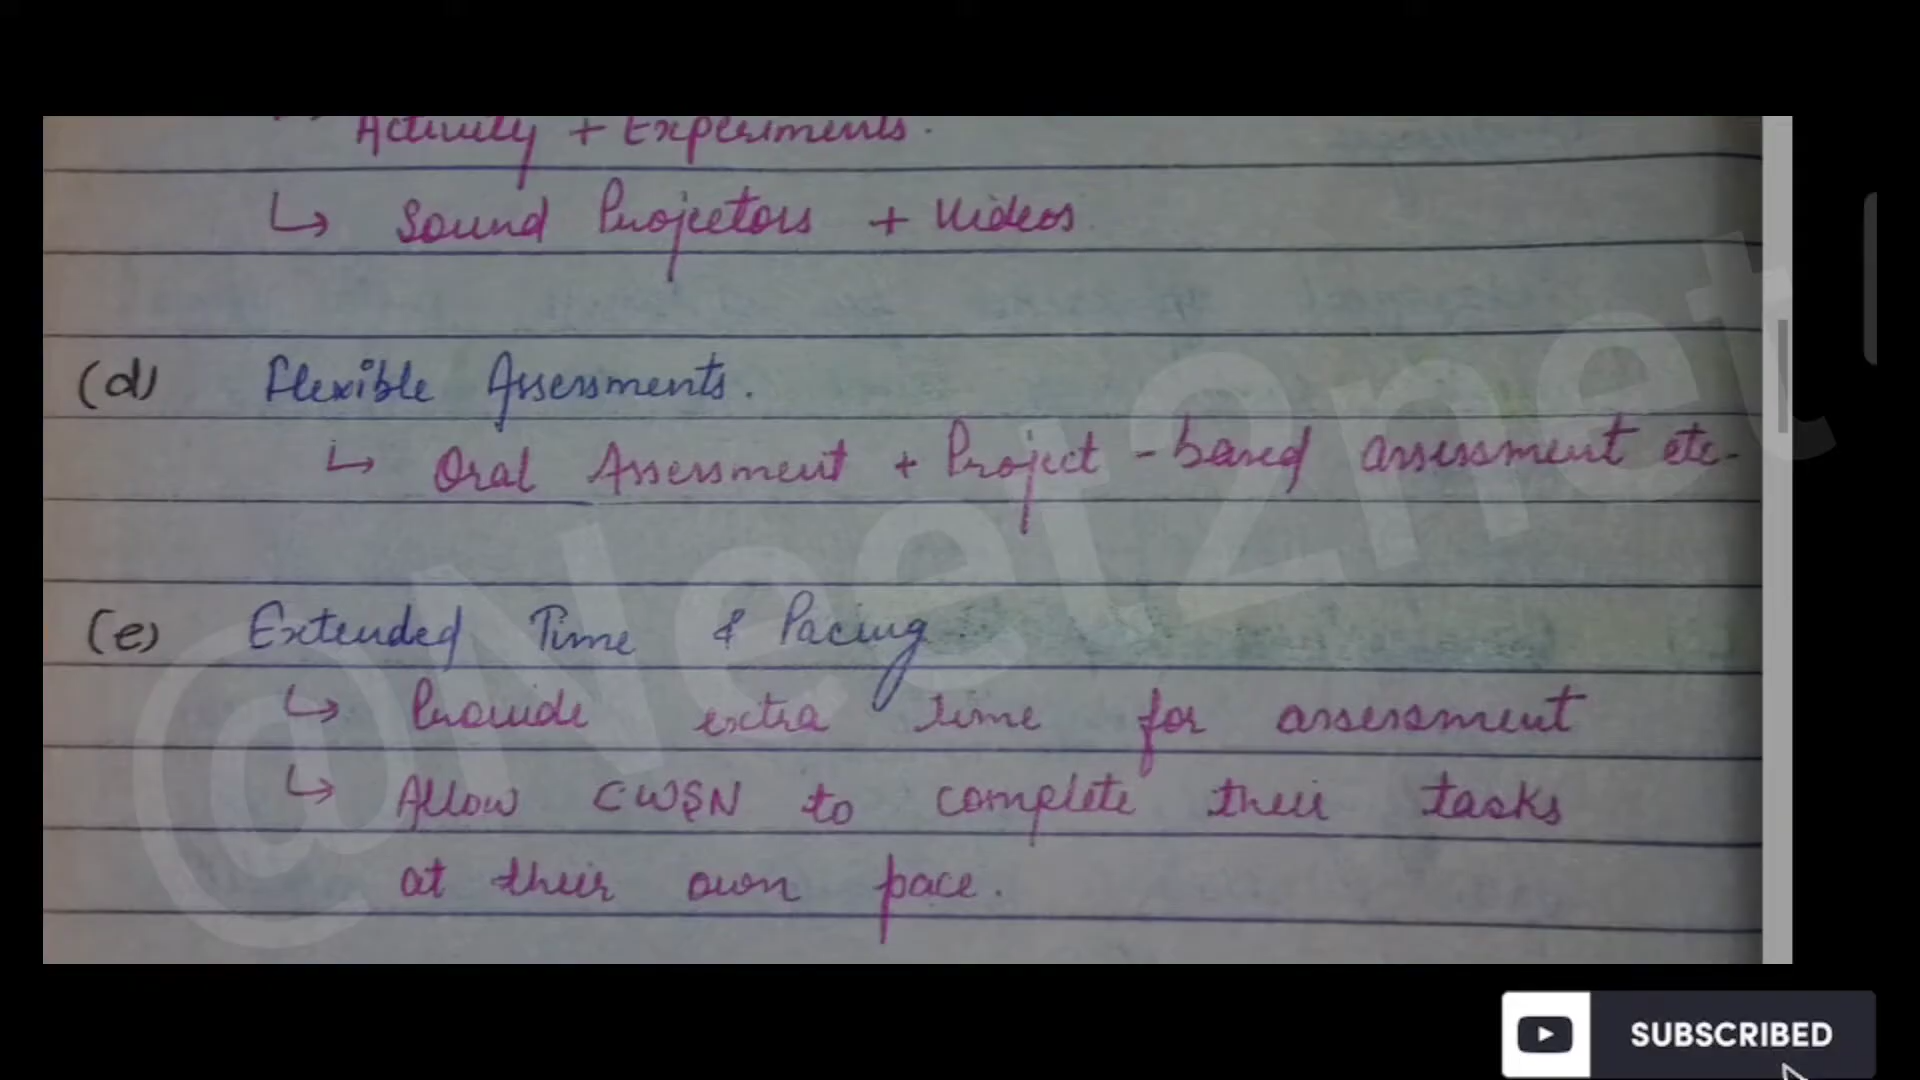 Activity + Experiments.
↳ Sound Projectors + Videos.
(d) Flexible Assessments.
↳ Oral Assessment + Project-based assessment etc.
(e) Extended Time & Pacing
↳ Provide extra time for assessment
↳ Allow CWSN to complete their tasks
at their own pace.
@Neet2net
SUBSCRIBED